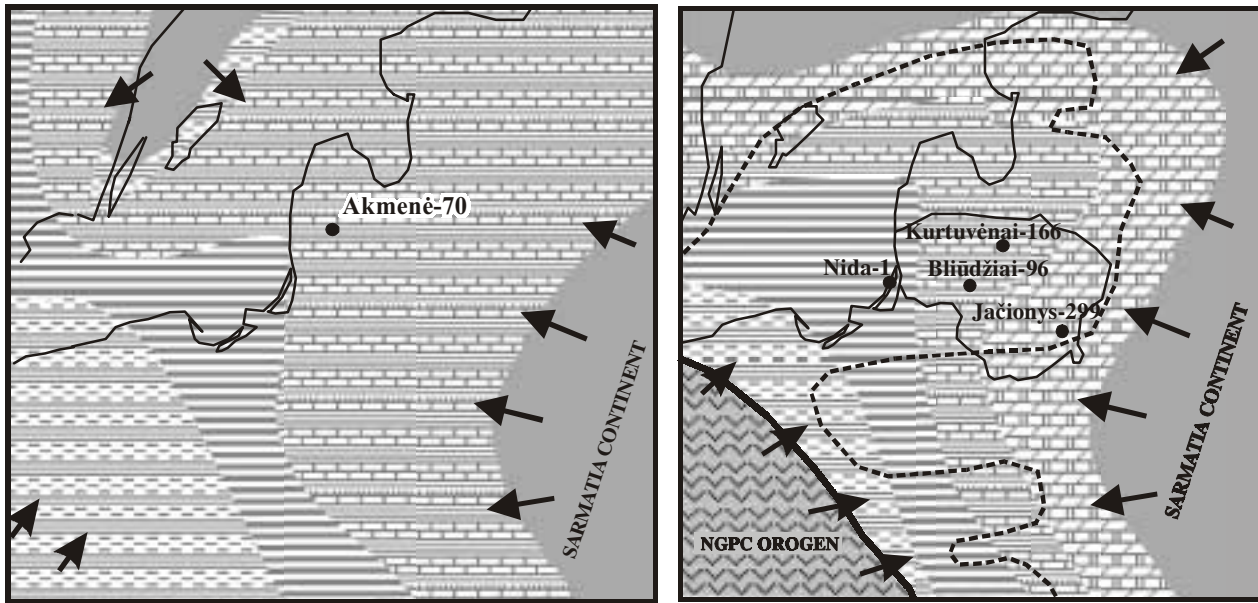 Akmenė-70
SARMATIA CONTINENT
Kurtuvėnai-166
Nida-1
Bliūdžiai-96
Jačionys-299
SARMATIA CONTINENT
NGPC OROGEN